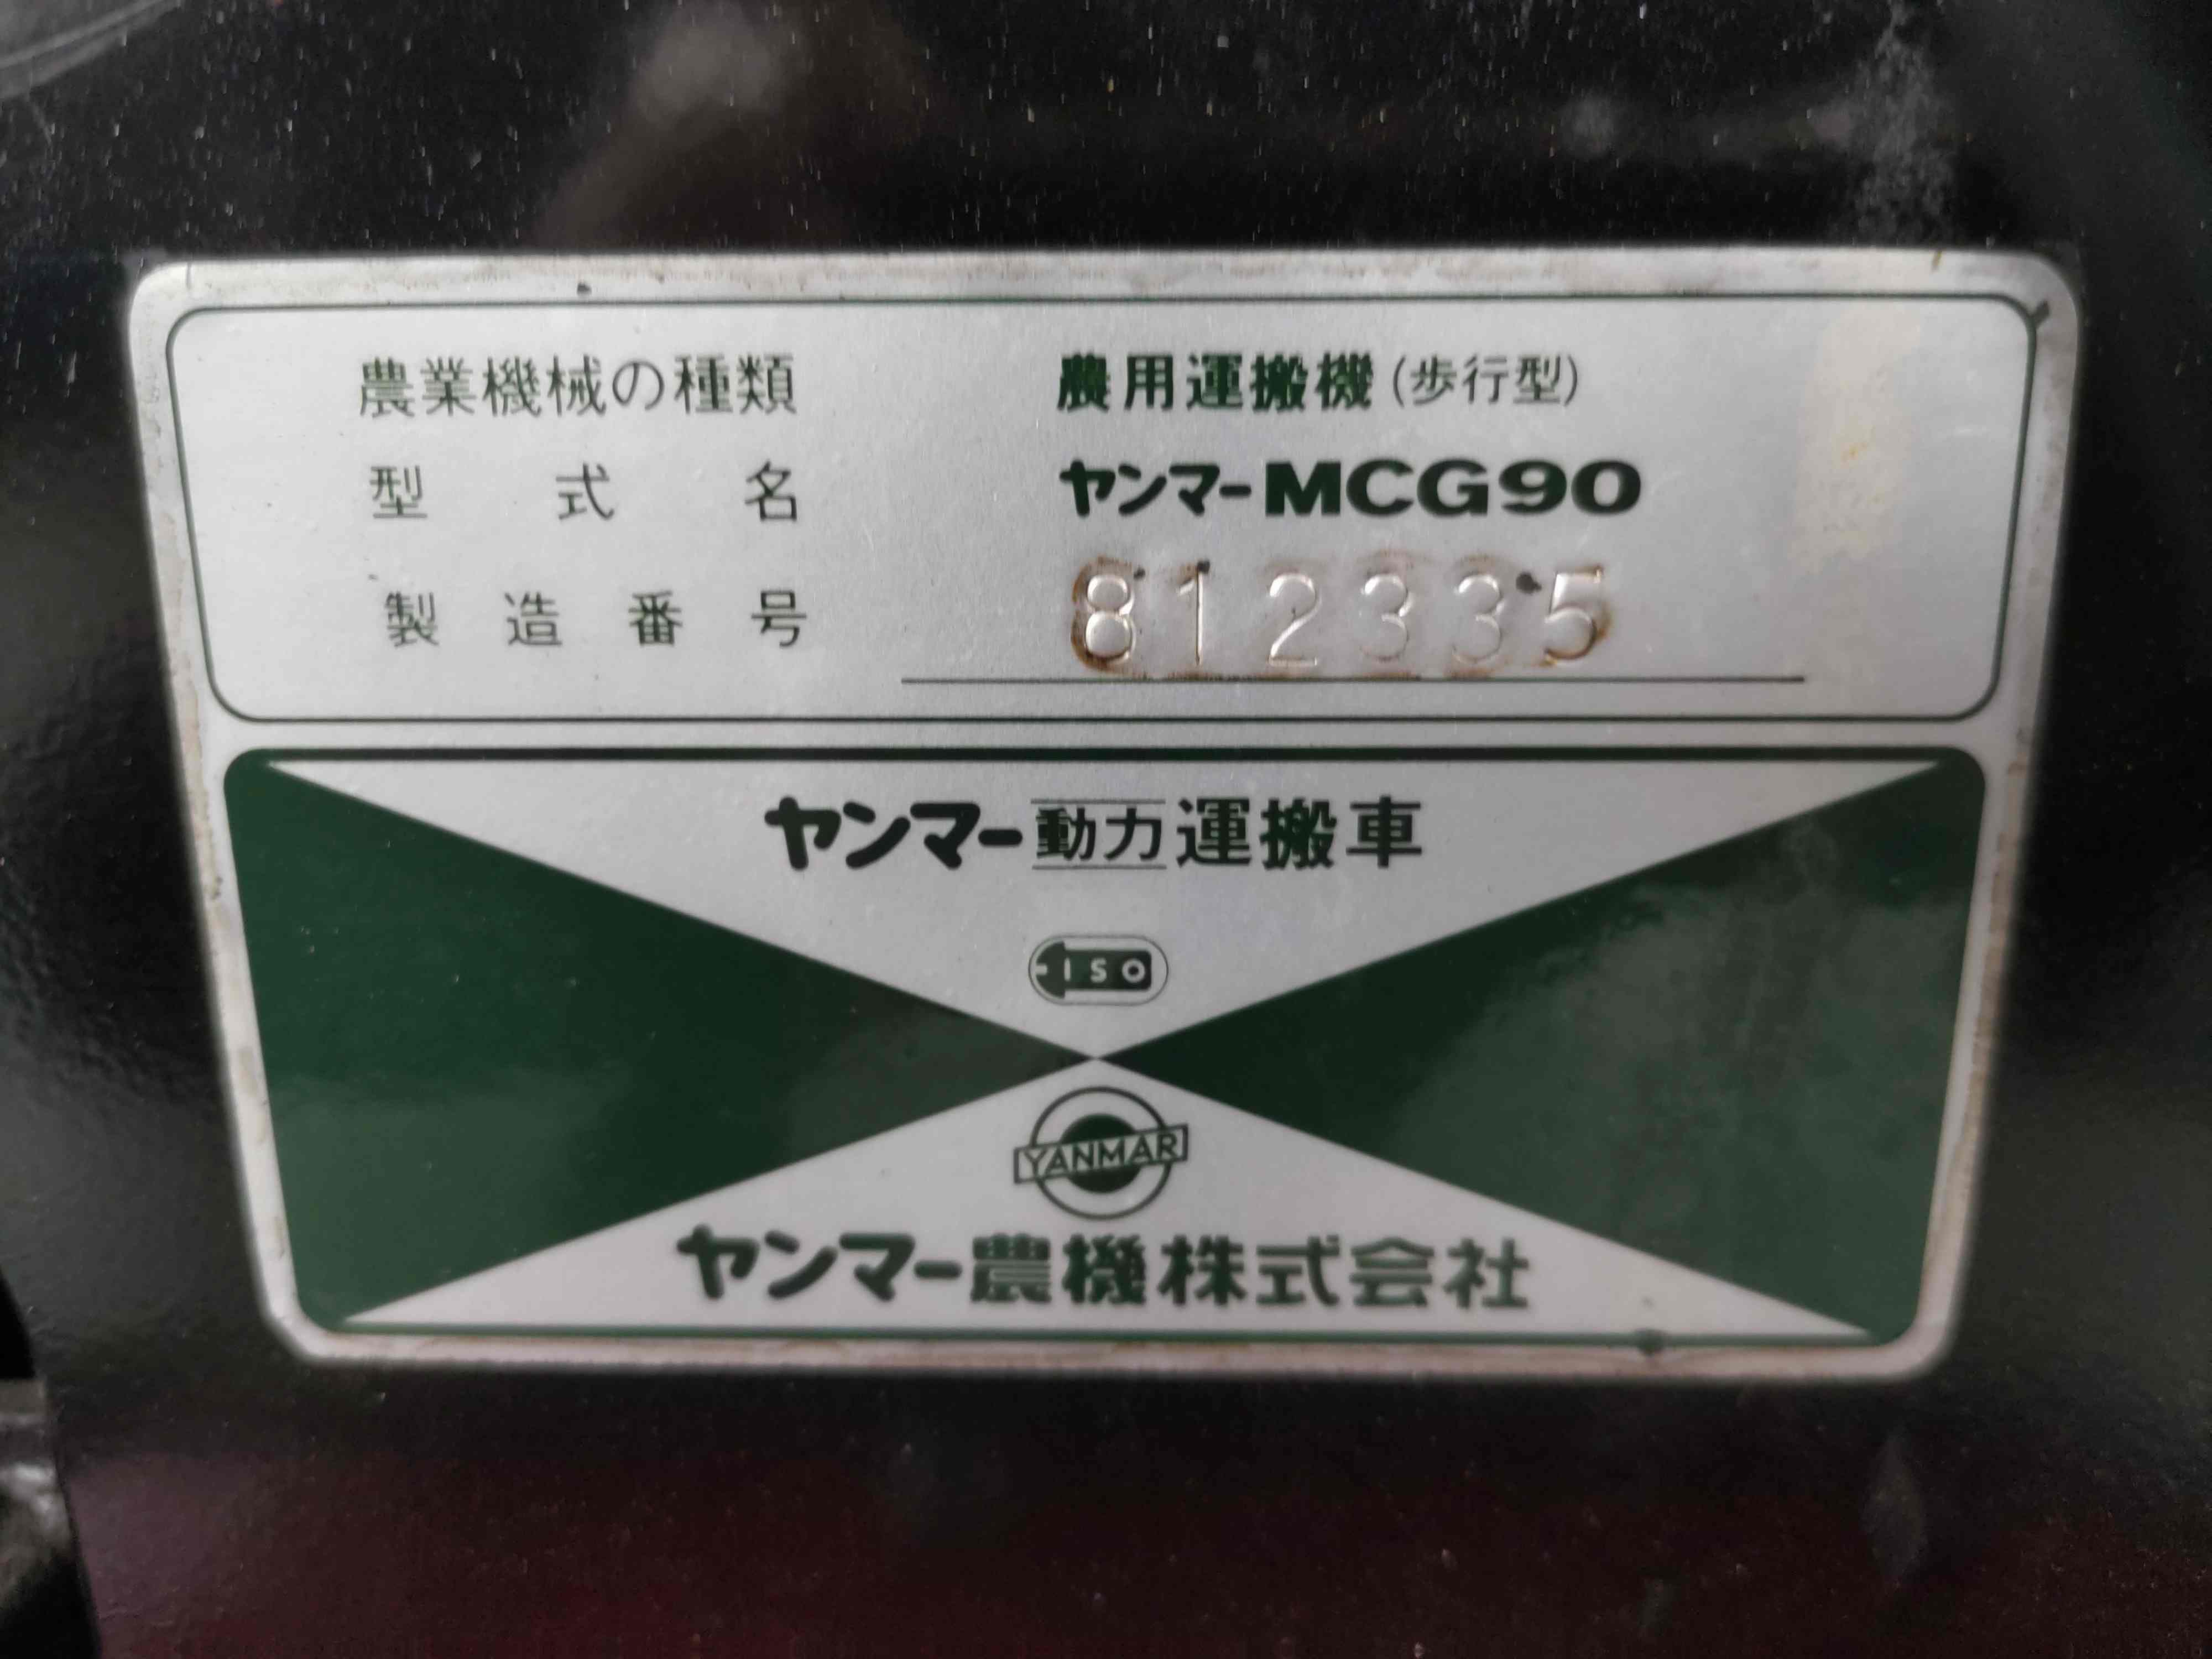 農業機械の種類 農用運搬機(歩行型)
型式名 ヤンマーMCG90
製造番号 812335
ヤンマー動力運搬車
ISO
YANMAR
ヤンマー農機株式会社